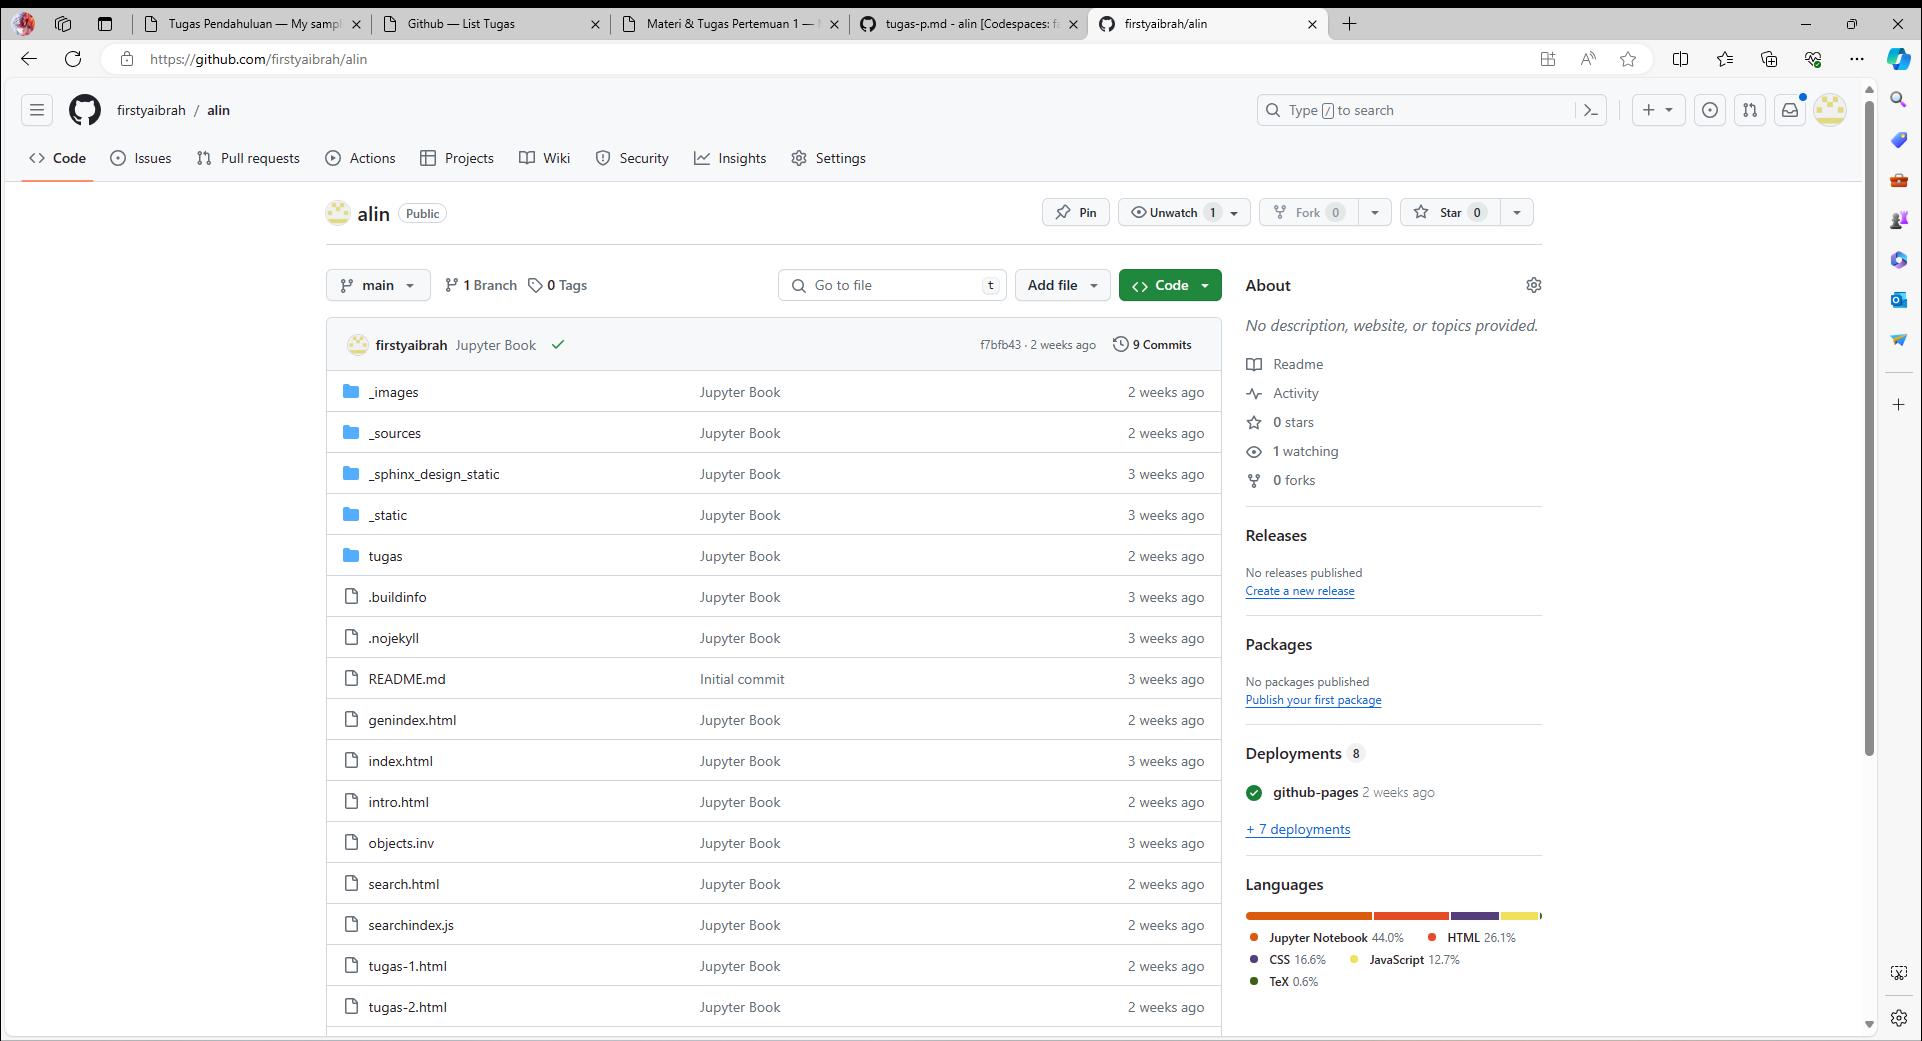 Tugas Pendahuluan — My sampl
Github — List Tugas
Materi & Tugas Pertemuan 1 —
tugas-p.md - alin [Codespaces: fa
firstyaibrah/alin
https://github.com/firstyaibrah/alin
firstyaibrah / alin
Type / to search
Code
Issues
Pull requests
Actions
Projects
Wiki
Security
Insights
Settings
alin Public
Pin
Unwatch 1
Fork 0
Star 0
main
1 Branch
0 Tags
Go to file t
Add file
Code
firstyaibrah Jupyter Book f7bfb43 · 2 weeks ago 9 Commits
_images Jupyter Book 2 weeks ago
_sources Jupyter Book 2 weeks ago
_sphinx_design_static Jupyter Book 3 weeks ago
_static Jupyter Book 3 weeks ago
tugas Jupyter Book 2 weeks ago
.buildinfo Jupyter Book 3 weeks ago
.nojekyll Jupyter Book 3 weeks ago
README.md Initial commit 3 weeks ago
genindex.html Jupyter Book 2 weeks ago
index.html Jupyter Book 3 weeks ago
intro.html Jupyter Book 2 weeks ago
objects.inv Jupyter Book 3 weeks ago
search.html Jupyter Book 2 weeks ago
searchindex.js Jupyter Book 2 weeks ago
tugas-1.html Jupyter Book 2 weeks ago
tugas-2.html Jupyter Book 2 weeks ago
About
No description, website, or topics provided.
Readme
Activity
0 stars
1 watching
0 forks
Releases
No releases published
Create a new release
Packages
No packages published
Publish your first package
Deployments 8
github-pages 2 weeks ago
+ 7 deployments
Languages
Jupyter Notebook 44.0% HTML 26.1%
CSS 16.6% JavaScript 12.7%
TeX 0.6%